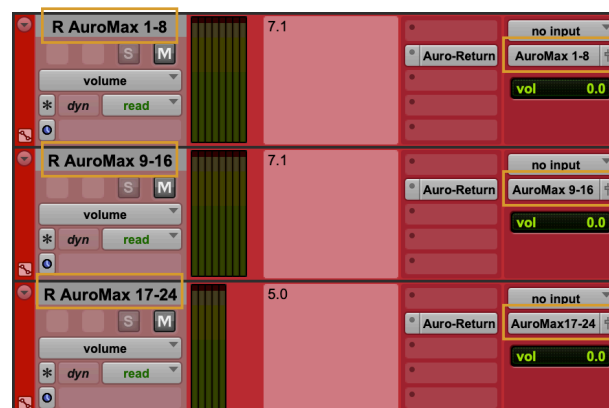 R AuroMax 1-8
7.1
no input
S M
Auro-Return
AuroMax 1-8
volume
vol 0.0
* dyn read
R AuroMax 9-16
7.1
no input
S M
Auro-Return
AuroMax 9-16
volume
vol 0.0
* dyn read
R AuroMax 17-24
5.0
no input
S M
Auro-Return
AuroMax17-24
volume
vol 0.0
* dyn read